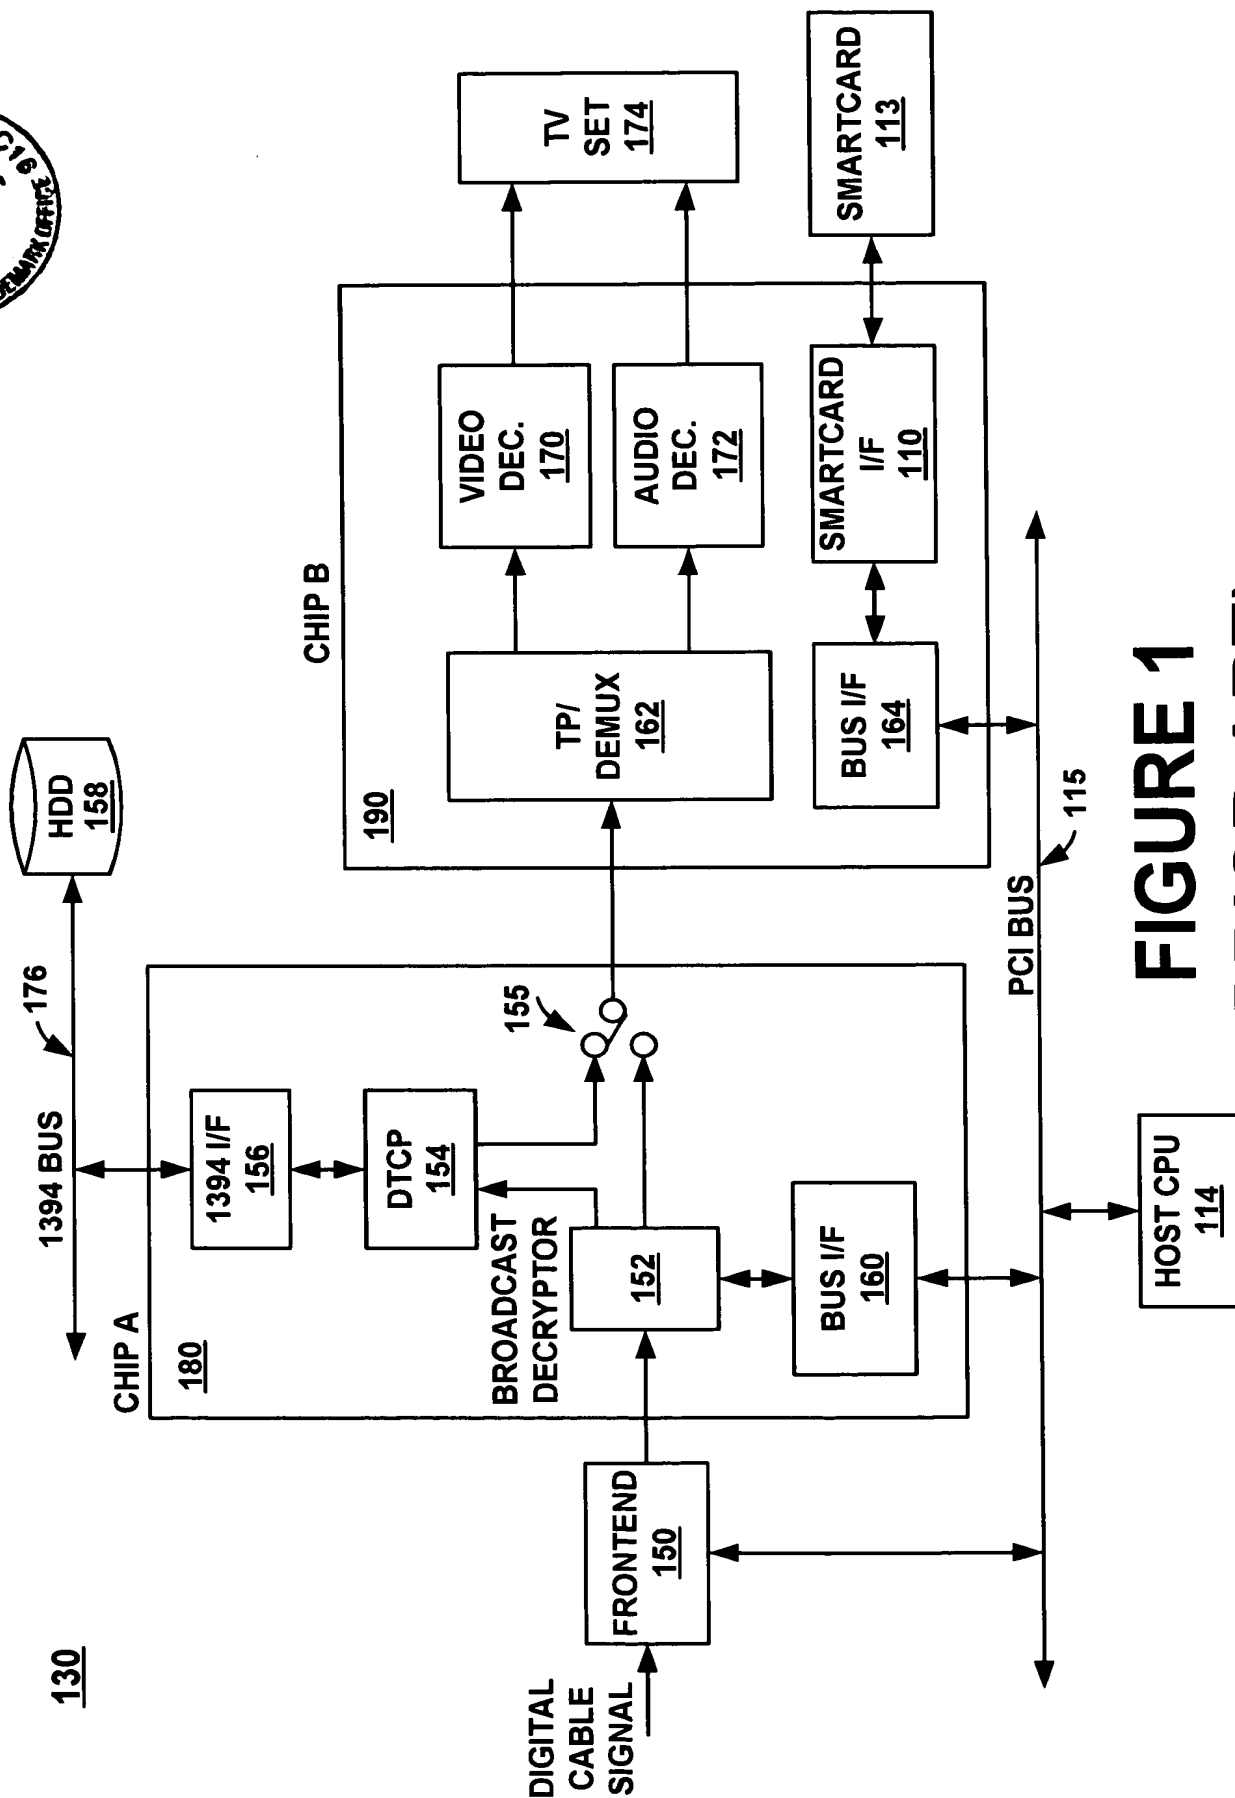 130
1394 BUS
176
HDD
158
CHIP A
180
1394 I/F
156
DTCP
154
155
BROADCAST
DECRYPTOR
152
BUS I/F
160
DIGITAL
CABLE
SIGNAL
FRONTEND
150
CHIP B
190
TP/
DEMUX
162
VIDEO
DEC.
170
AUDIO
DEC.
172
TV
SET
174
BUS I/F
164
SMARTCARD
I/F
110
SMARTCARD
113
PCI BUS
115
HOST CPU
114
FIGURE 1